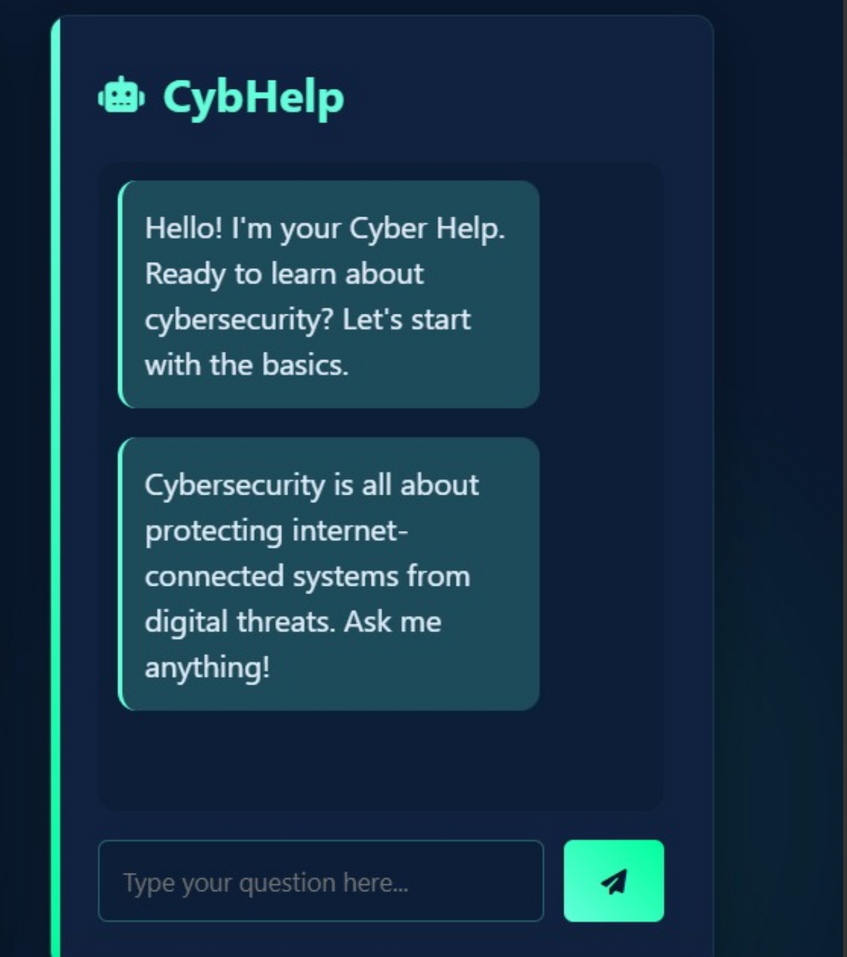 CybHelp
Hello! I'm your Cyber Help.
Ready to learn about
cybersecurity? Let's start
with the basics.
Cybersecurity is all about
protecting internet-
connected systems from
digital threats. Ask me
anything!
Type your question here...